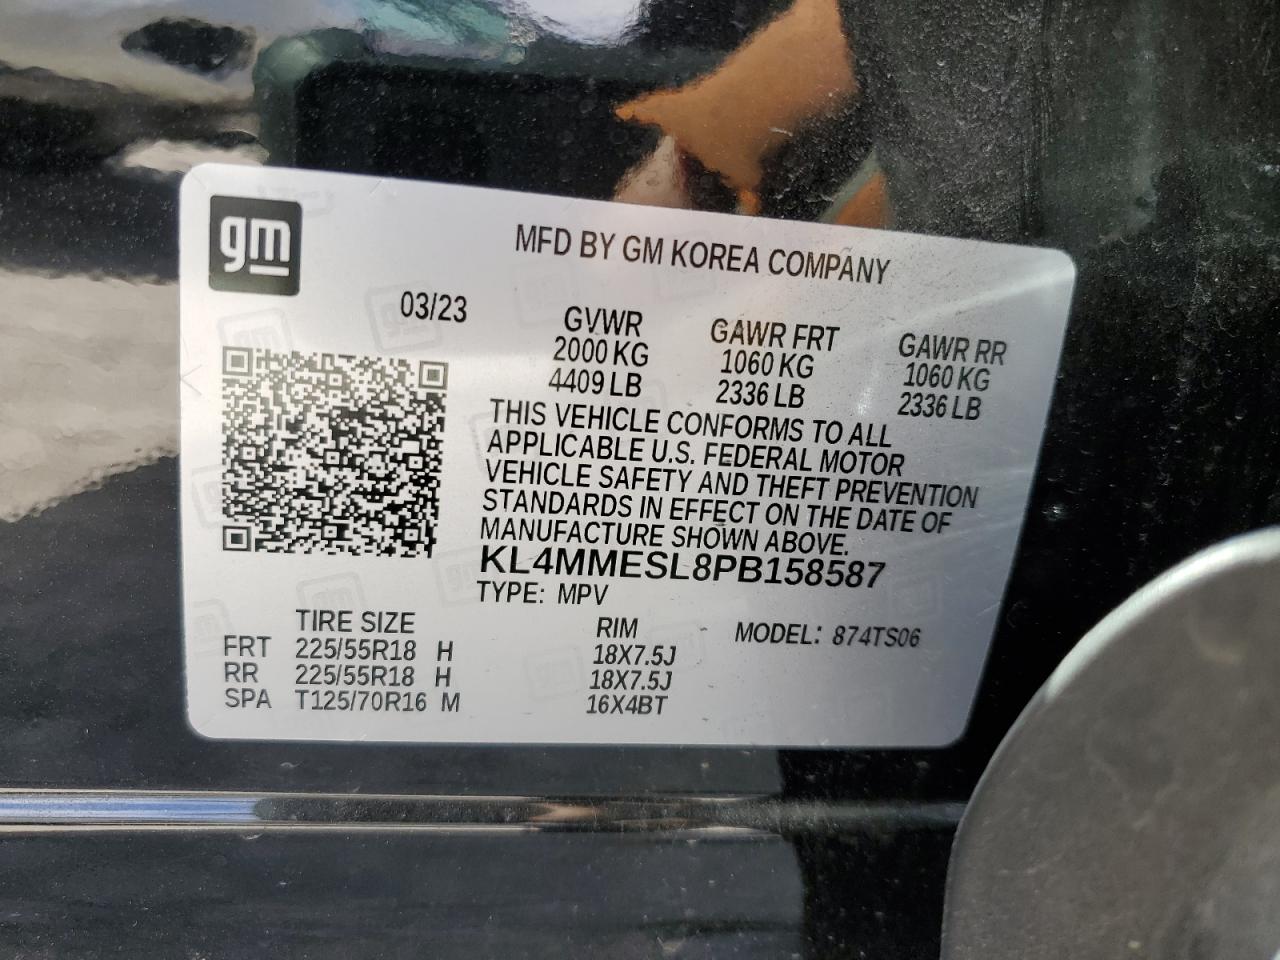 gm
MFD BY GM KOREA COMPANY
03/23
GVWR GAWR FRT GAWR RR
2000 KG 1060 KG 1060 KG
4409 LB 2336 LB 2336 LB
THIS VEHICLE CONFORMS TO ALL
APPLICABLE U.S. FEDERAL MOTOR
VEHICLE SAFETY AND THEFT PREVENTION
STANDARDS IN EFFECT ON THE DATE OF
MANUFACTURE SHOWN ABOVE.
KL4MMESL8PB158587
TYPE: MPV
TIRE SIZE RIM MODEL: 874TS06
FRT 225/55R18 H 18X7.5J
RR 225/55R18 H 18X7.5J
SPA T125/70R16 M 16X4BT